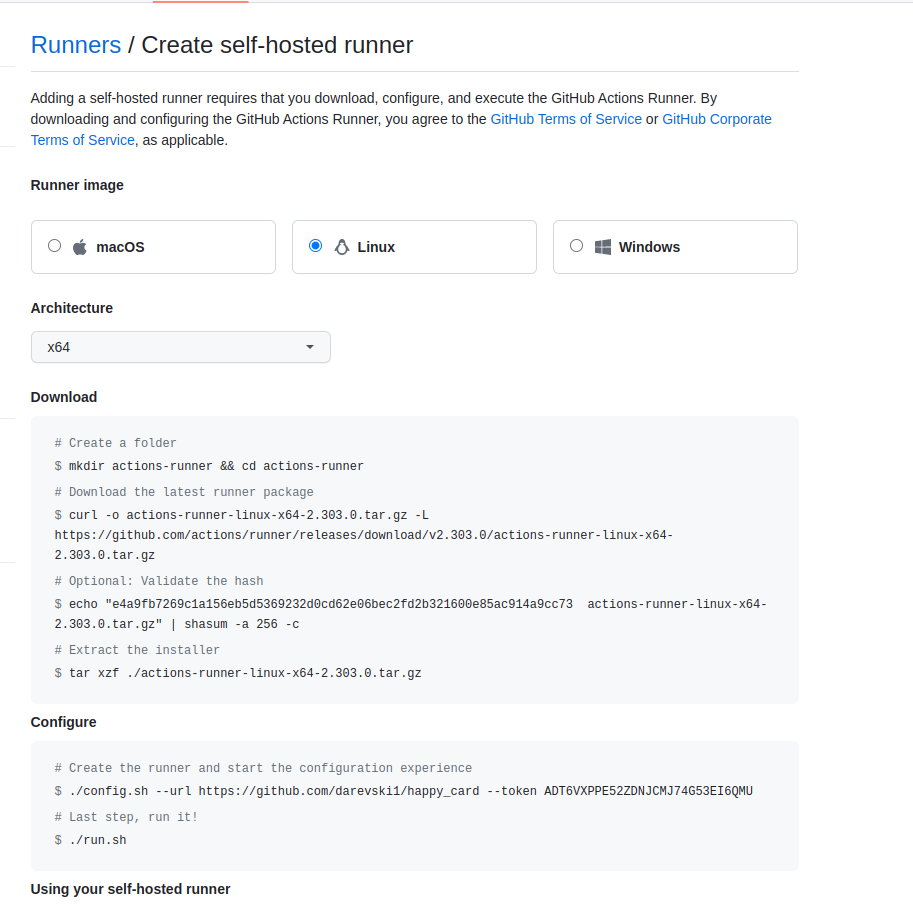 Runners / Create self-hosted runner
Adding a self-hosted runner requires that you download, configure, and execute the GitHub Actions Runner. By
downloading and configuring the GitHub Actions Runner, you agree to the GitHub Terms of Service or GitHub Corporate
Terms of Service, as applicable.
Runner image
macOS
Linux
Windows
Architecture
x64
Download
# Create a folder
$ mkdir actions-runner && cd actions-runner
# Download the latest runner package
$ curl -o actions-runner-linux-x64-2.303.0.tar.gz -L
https://github.com/actions/runner/releases/download/v2.303.0/actions-runner-linux-x64-
2.303.0.tar.gz
# Optional: Validate the hash
$ echo "e4a9fb7269c1a156eb5d5369232d0cd62e06bec2fd2b321600e85ac914a9cc73  actions-runner-linux-x64-
2.303.0.tar.gz" | shasum -a 256 -c
# Extract the installer
$ tar xzf ./actions-runner-linux-x64-2.303.0.tar.gz
Configure
# Create the runner and start the configuration experience
$ ./config.sh --url https://github.com/darevski1/happy_card --token ADT6VXPPE52ZDNJCMJ74G53EI6QMU
# Last step, run it!
$ ./run.sh
Using your self-hosted runner